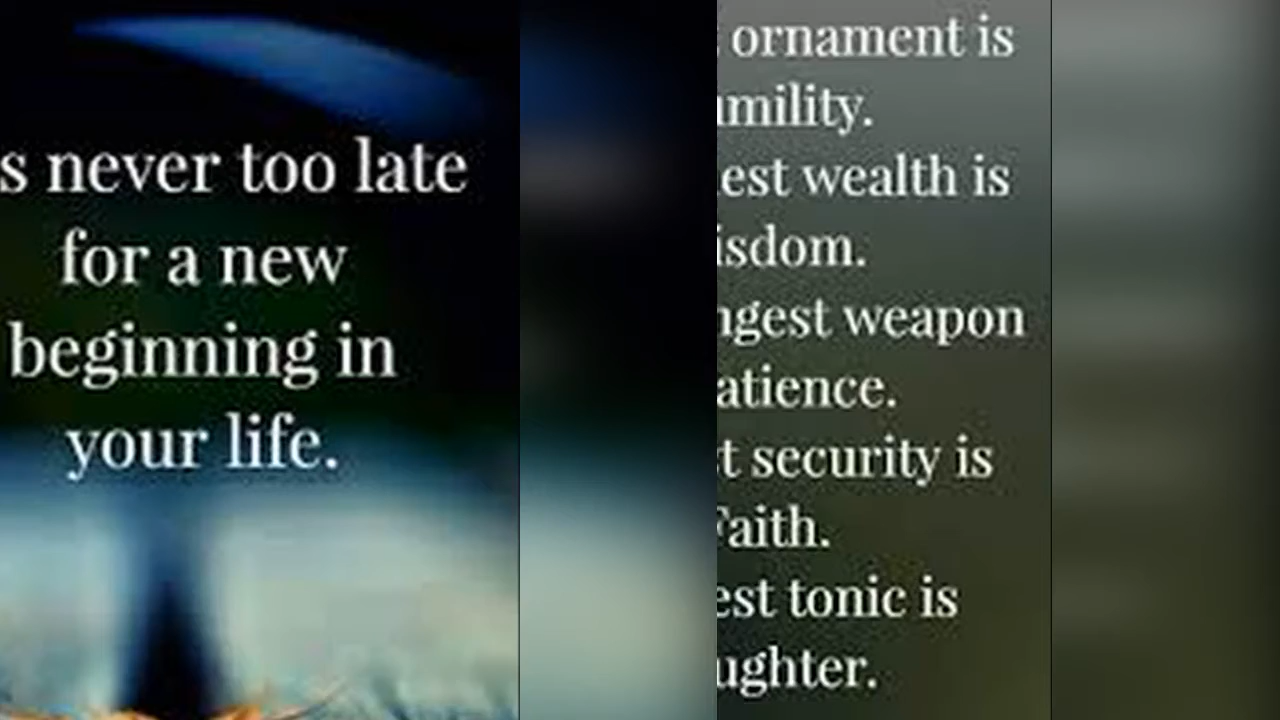 s never too late
for a new
beginning in
your life.
ornament is
umility.
est wealth is
isdom.
ngest weapon
atience.
t security is
Faith.
est tonic is
ughter.